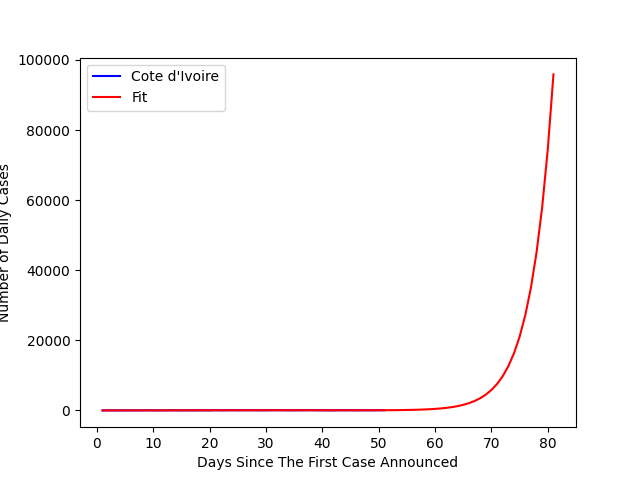 100000
80000
60000
40000
20000
0
Number of Daily Cases
Cote d'Ivoire
Fit
0 10 20 30 40 50 60 70 80
Days Since The First Case Announced